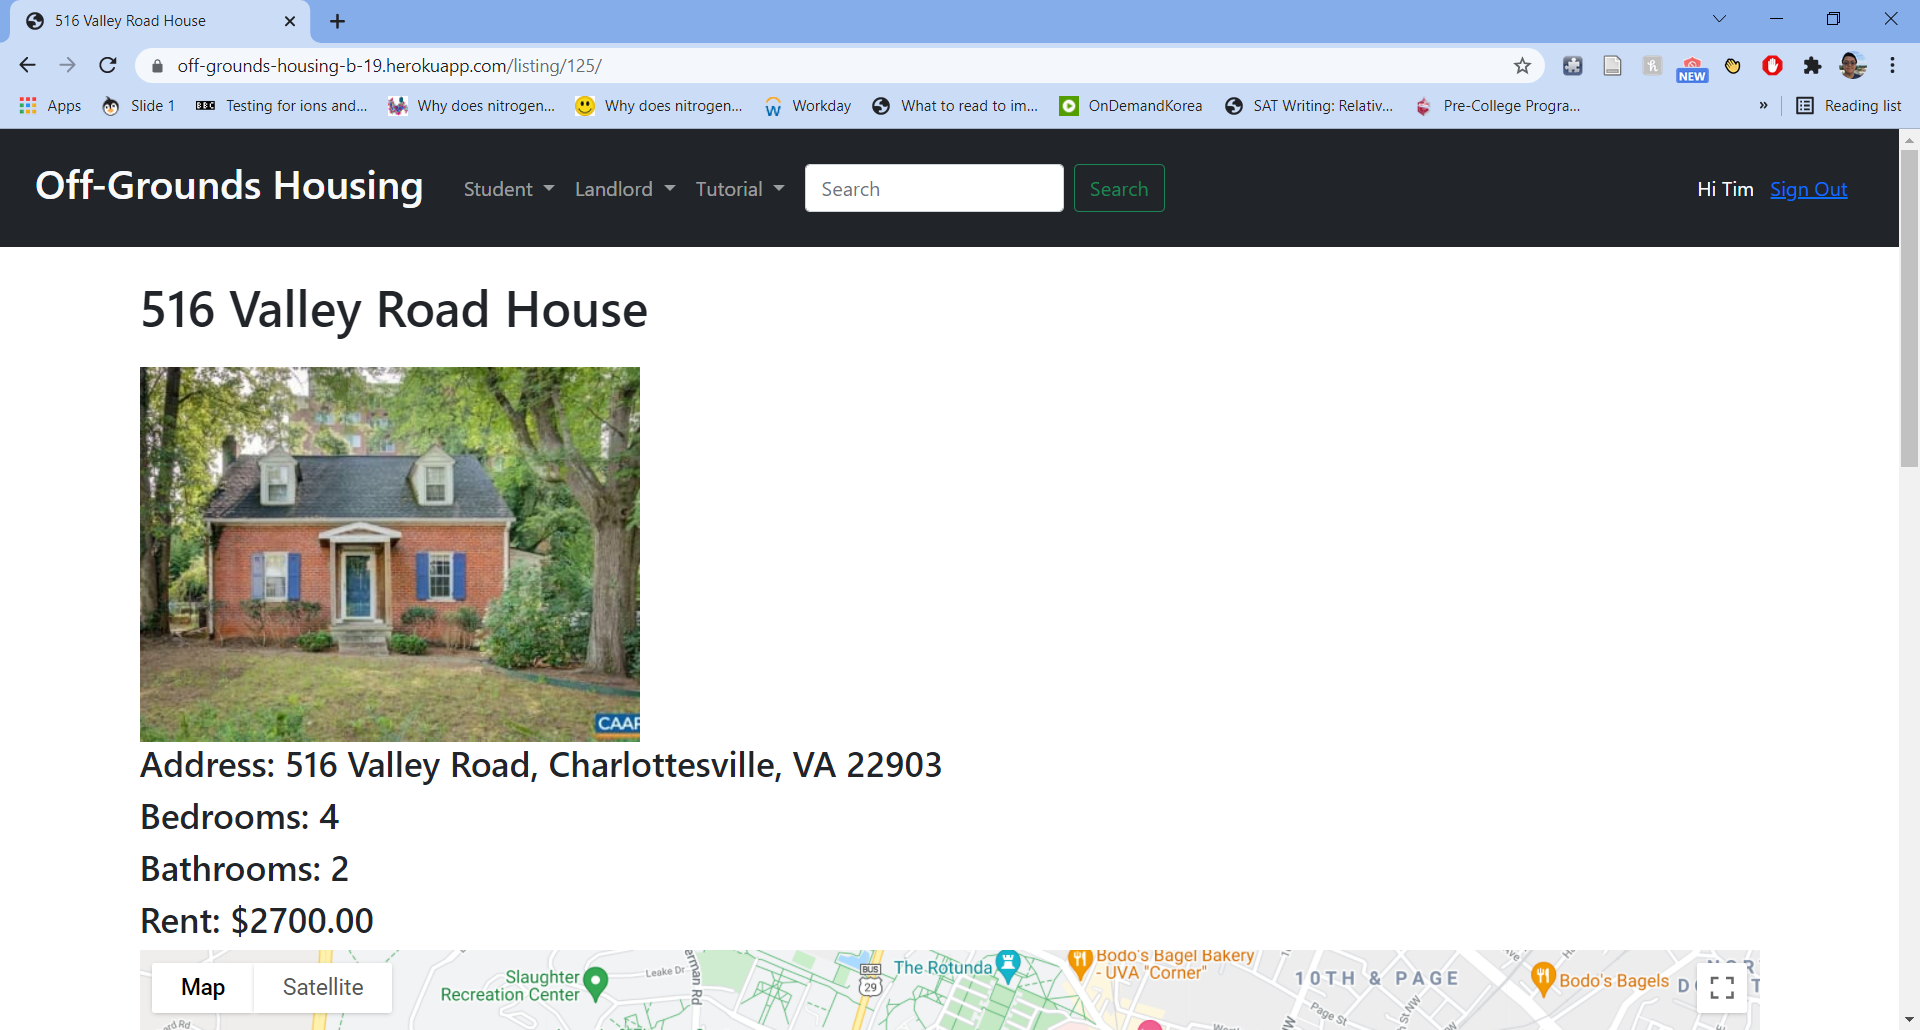 516 Valley Road House
off-grounds-housing-b-19.herokuapp.com/listing/125/
NEW
Apps
Slide 1
BBC
Testing for ions and...
Why does nitrogen...
Why does nitrogen...
Workday
What to read to im...
OnDemandKorea
SAT Writing: Relativ...
Pre-College Progra...
»
Reading list
Off-Grounds Housing
Student
Landlord
Tutorial
Search
Search
Hi Tim
Sign Out
516 Valley Road House
CAAR
Address: 516 Valley Road, Charlottesville, VA 22903
Bedrooms: 4
Bathrooms: 2
Rent: $2700.00
Map
Satellite
Slaughter
Recreation Center
Leake Dr
erman Rd
BUS
29
The Rotunda
Bodo's Bagel Bakery
- UVA "Corner"
10TH & PAGE
Page St
Bodo's Bagels